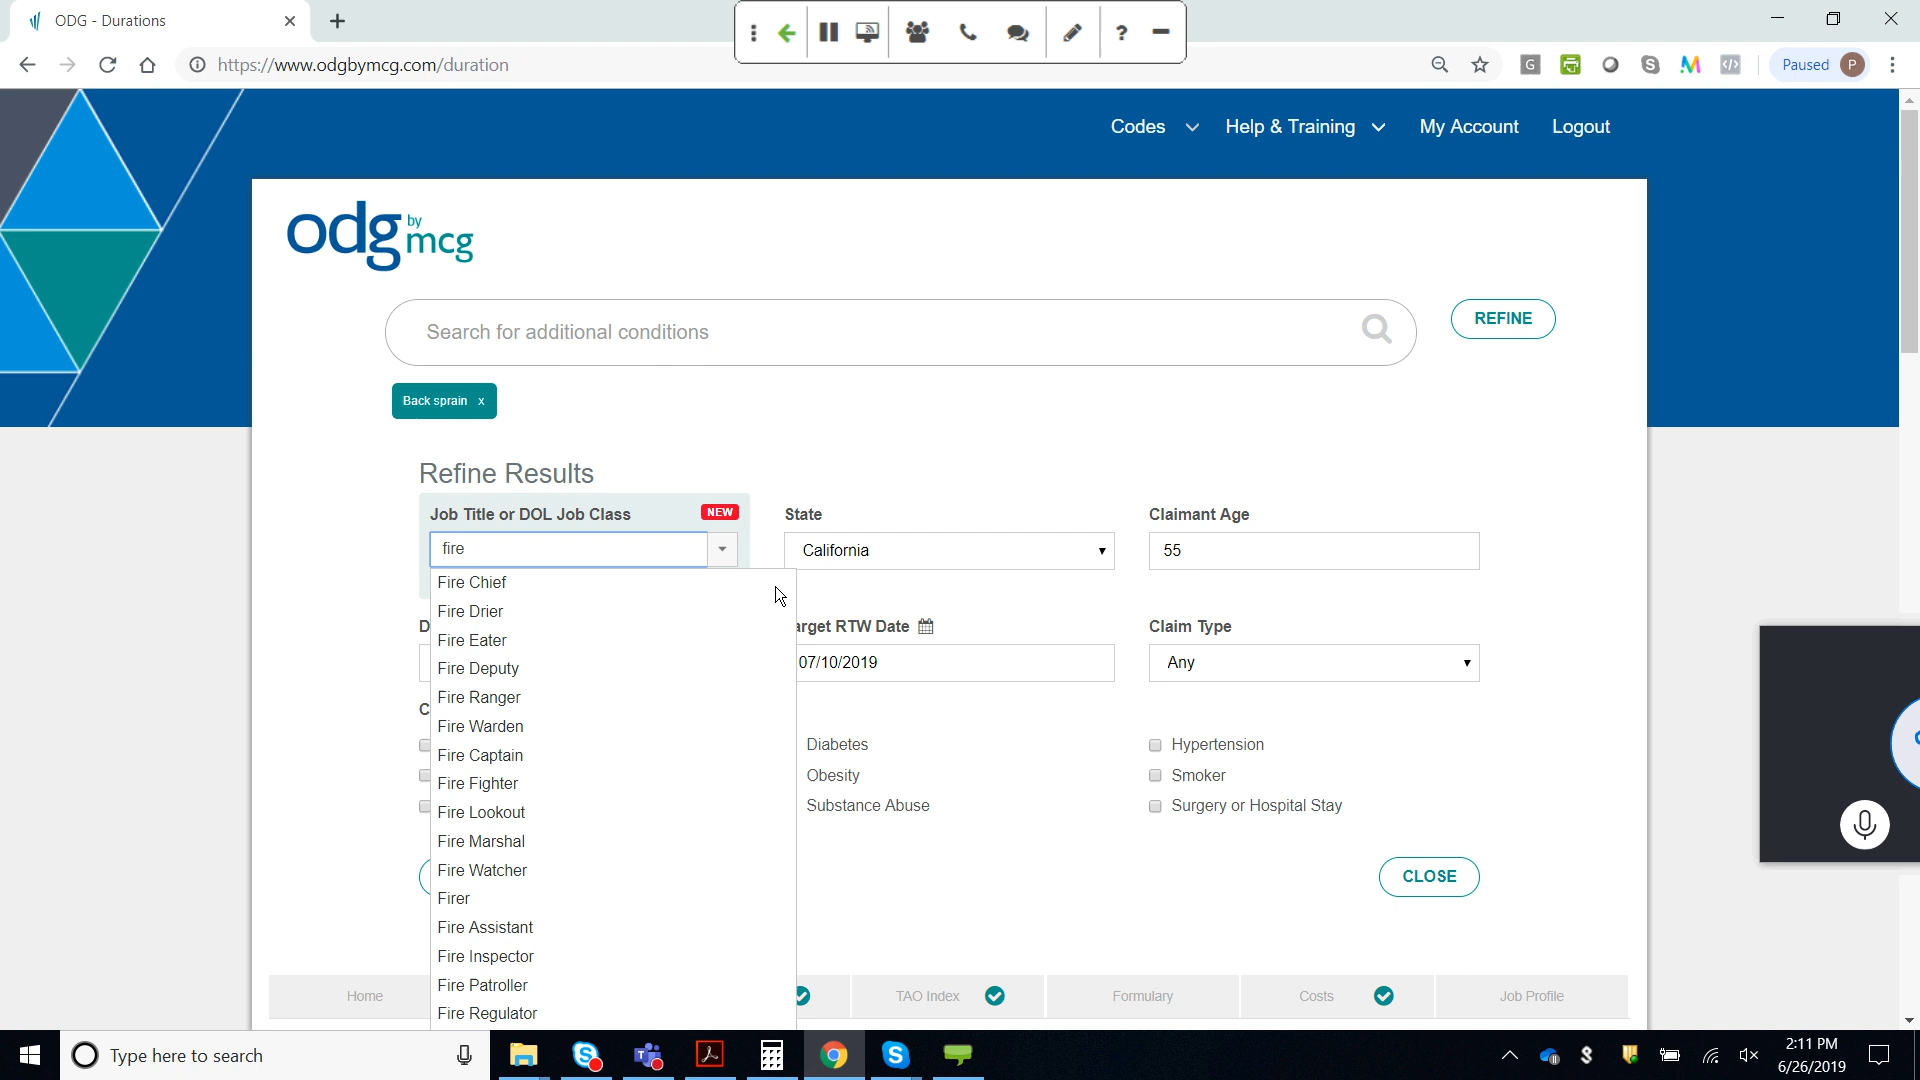 ODG - Durations
https://www.odgbymcg.com/duration
Paused P
Codes
Help & Training
My Account
Logout
odg by mcg
Search for additional conditions
REFINE
Back sprain x
Refine Results
Job Title or DOL Job Class NEW
State
Claimant Age
fire
California
55
Fire Chief
Fire Drier
Fire Eater
Fire Deputy
Fire Ranger
Fire Warden
Fire Captain
Fire Fighter
Fire Lookout
Fire Marshal
Fire Watcher
Firer
Fire Assistant
Fire Inspector
Fire Patroller
Fire Regulator
D
arget RTW Date
Claim Type
07/10/2019
Any
C
Diabetes
Hypertension
Obesity
Smoker
Substance Abuse
Surgery or Hospital Stay
CLOSE
Home
TAO Index
Formulary
Costs
Job Profile
Type here to search
2:11 PM
6/26/2019